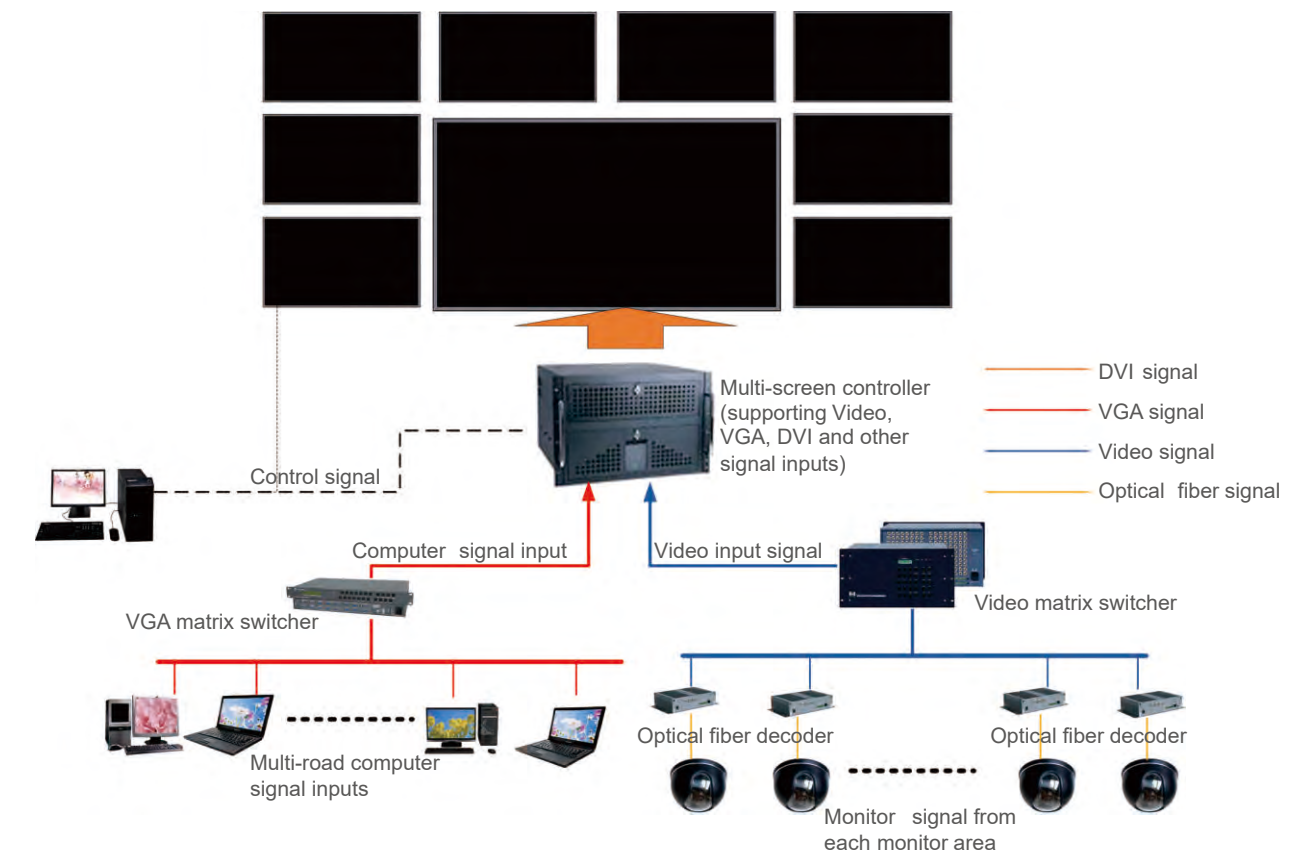 Multi-screen controller
(supporting Video,
VGA, DVI and other
signal inputs)
DVI signal
VGA signal
Video signal
Optical fiber signal
Control signal
Computer signal input
Video input signal
VGA matrix switcher
Video matrix switcher
Optical fiber decoder
Optical fiber decoder
Multi-road computer
signal inputs
Monitor signal from
each monitor area